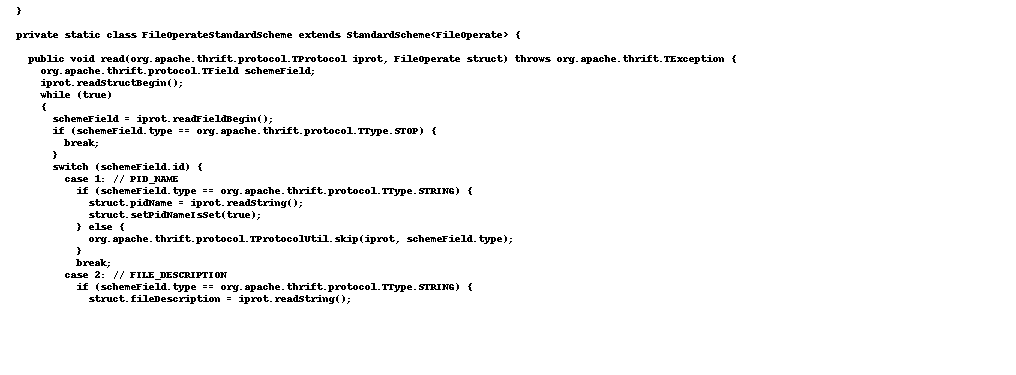 }
private static class FileOperateStandardScheme extends StandardScheme<FileOperate> {
public void read(org.apache.thrift.protocol.TProtocol iprot, FileOperate struct) throws org.apache.thrift.TException {
org.apache.thrift.protocol.TField schemeField;
iprot.readStructBegin();
while (true)
{
schemeField = iprot.readFieldBegin();
if (schemeField.type == org.apache.thrift.protocol.TType.STOP) {
break;
}
switch (schemeField.id) {
case 1: // PID_NAME
if (schemeField.type == org.apache.thrift.protocol.TType.STRING) {
struct.pidName = iprot.readString();
struct.setPidNameIsSet(true);
} else {
org.apache.thrift.protocol.TProtocolUtil.skip(iprot, schemeField.type);
}
break;
case 2: // FILE_DESCRIPTION
if (schemeField.type == org.apache.thrift.protocol.TType.STRING) {
struct.fileDescription = iprot.readString();